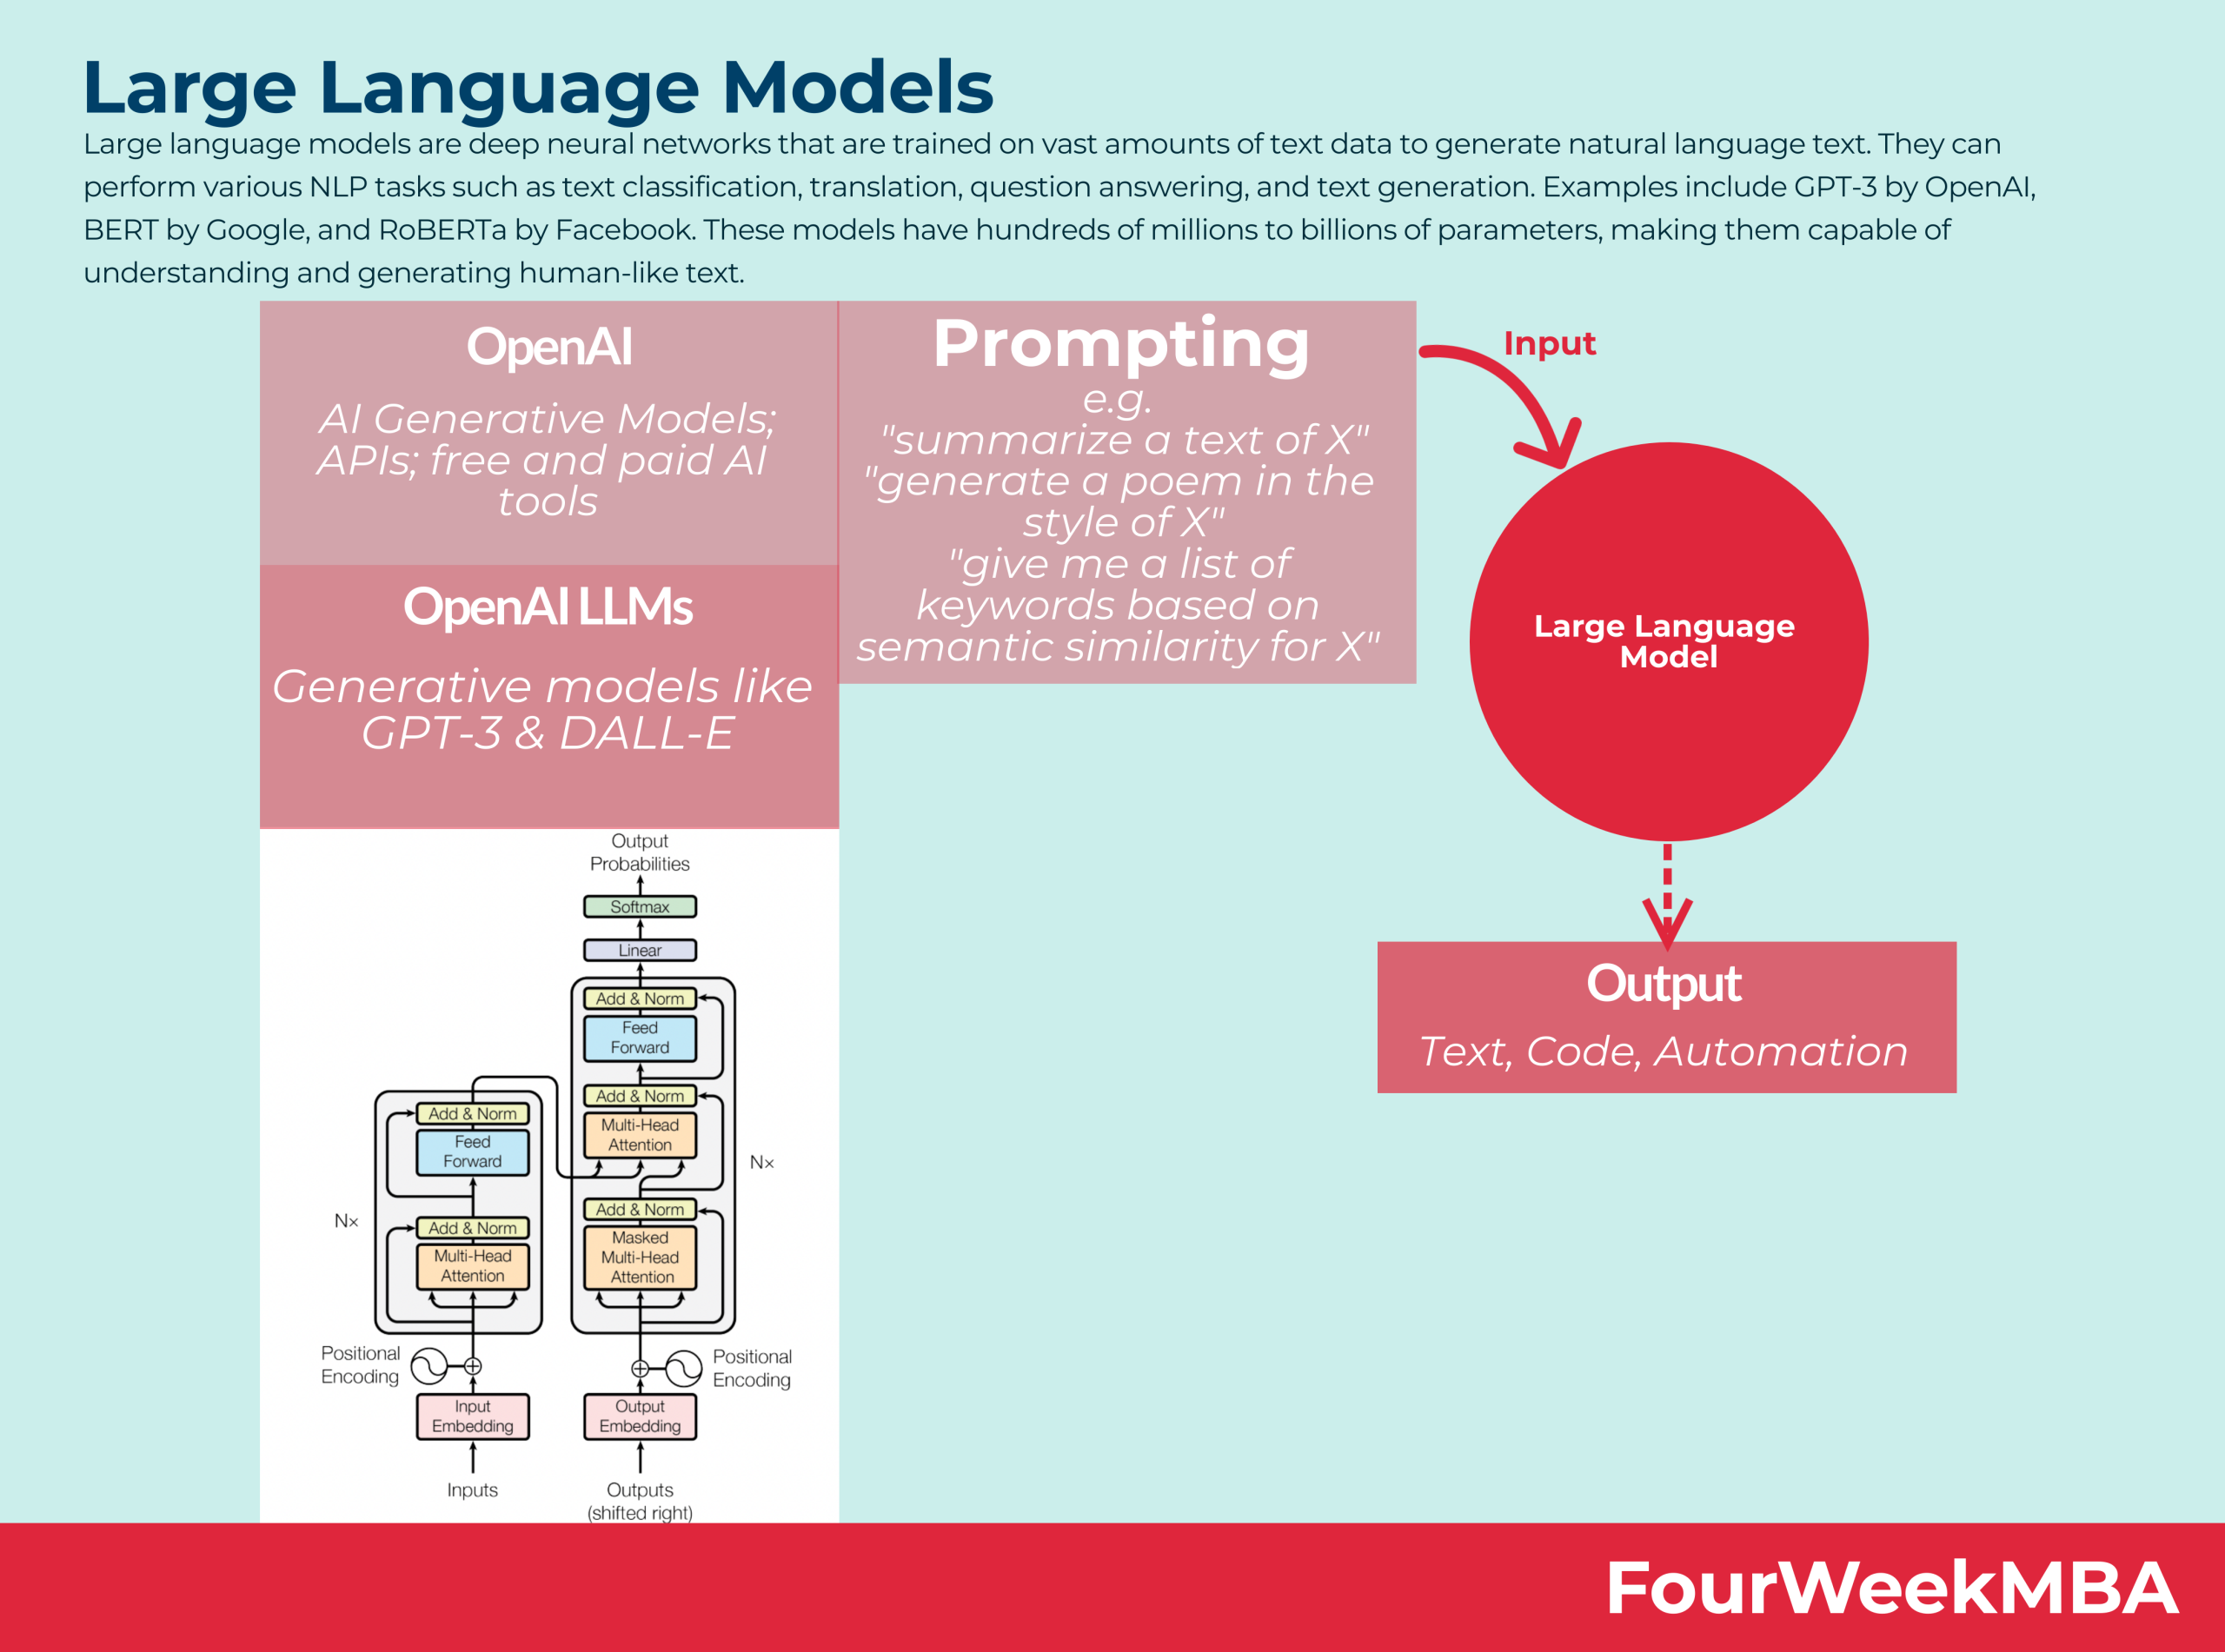 Large Language Models
Large language models are deep neural networks that are trained on vast amounts of text data to generate natural language text. They can
perform various NLP tasks such as text classification, translation, question answering, and text generation. Examples include GPT-3 by OpenAI,
BERT by Google, and RoBERTa by Facebook. These models have hundreds of millions to billions of parameters, making them capable of
understanding and generating human-like text.
OpenAI
AI Generative Models;
APIs; free and paid AI
tools
OpenAI LLMs
Generative models like
GPT-3 & DALL-E
Prompting
e.g.
"summarize a text of X"
"generate a poem in the
style of X"
"give me a list of
keywords based on
semantic similarity for X"
Input
Large Language
Model
Output
Text, Code, Automation
Output
Probabilities
Softmax
Linear
Add & Norm
Feed
Forward
Add & Norm
Multi-Head
Attention
Nx
Add & Norm
Masked
Multi-Head
Attention
Add & Norm
Feed
Forward
Nx
Add & Norm
Multi-Head
Attention
Positional
Encoding
Positional
Encoding
Input
Embedding
Output
Embedding
Inputs
Outputs
(shifted right)
FourWeekMBA